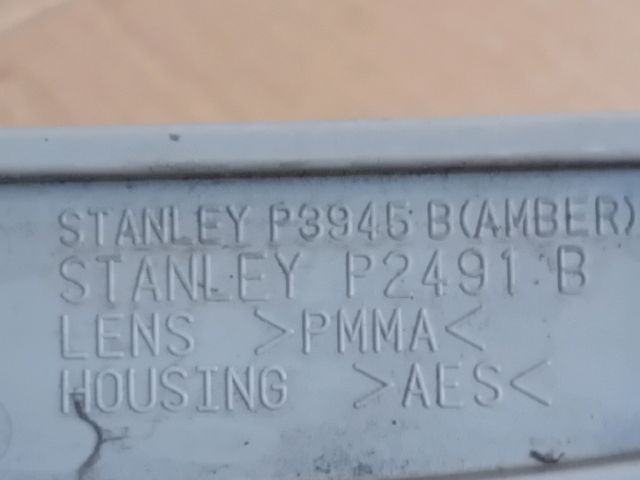 STANLEY P3945 B(AMBER)
STANLEY P2491 B
LENS >PMMA<
HOUSING >AES<